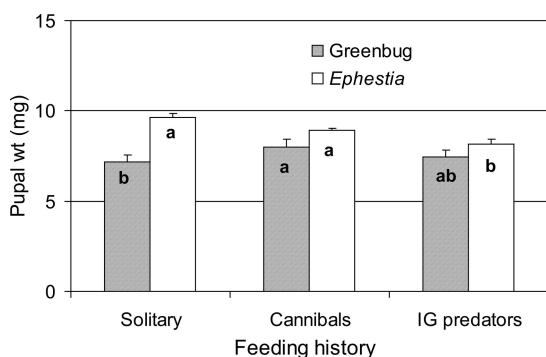 15
10
5
0
Pupal wt (mg)
Greenbug
Ephestia
b
a
a
a
ab
b
Solitary
Cannibals
IG predators
Feeding history